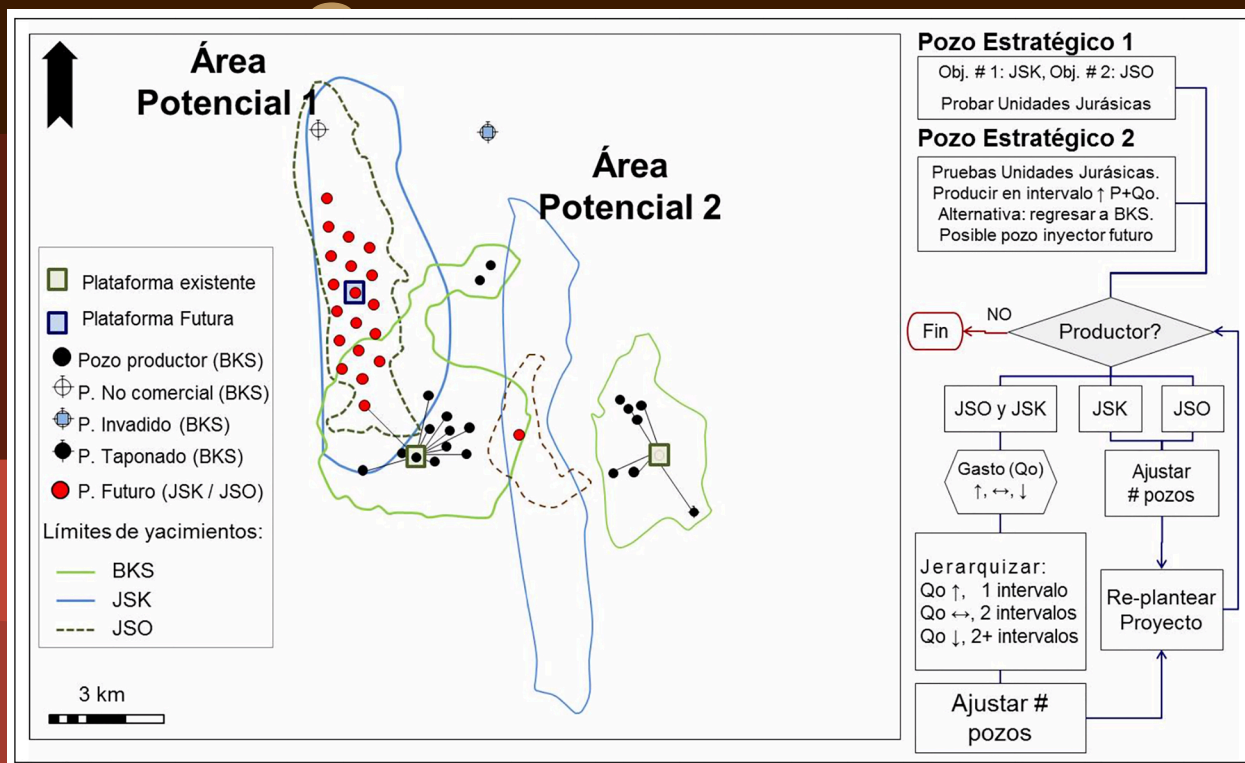 Área
Potencial 1
Área
Potencial 2
Plataforma existente
Plataforma Futura
Pozo productor (BKS)
P. No comercial (BKS)
P. Invadido (BKS)
P. Taponado (BKS)
P. Futuro (JSK / JSO)
Límites de yacimientos:
BKS
JSK
JSO
3 km
Pozo Estratégico 1
Obj. # 1: JSK, Obj. # 2: JSO
Probar Unidades Jurásicas
Pozo Estratégico 2
Pruebas Unidades Jurásicas.
Producir en intervalo ↑ P+Qo.
Alternativa: regresar a BKS.
Posible pozo inyector futuro
Productor?
NO
Fin
JSO y JSK
JSK
JSO
Gasto (Qo)
↑, ↔, ↓
Ajustar
# pozos
Jerarquizar:
Qo ↑, 1 intervalo
Qo ↔, 2 intervalos
Qo ↓, 2+ intervalos
Re-plantear
Proyecto
Ajustar #
pozos